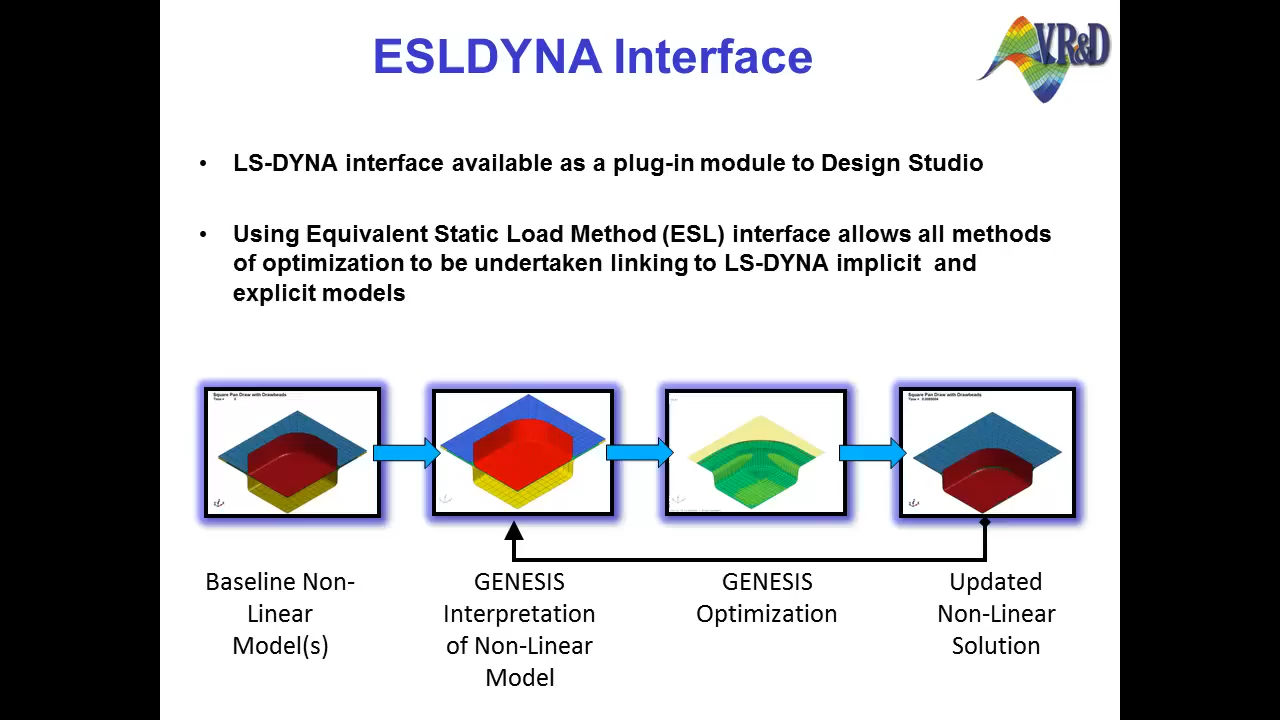 ESLDYNA Interface
VR&D
• LS-DYNA interface available as a plug-in module to Design Studio
• Using Equivalent Static Load Method (ESL) interface allows all methods
of optimization to be undertaken linking to LS-DYNA implicit and
explicit models
Square Pan Draw with Drawbeads
Time = 0
Square Pan Draw with Drawbeads
Baseline Non-
Linear
Model(s)
GENESIS
Interpretation
of Non-Linear
Model
GENESIS
Optimization
Updated
Non-Linear
Solution